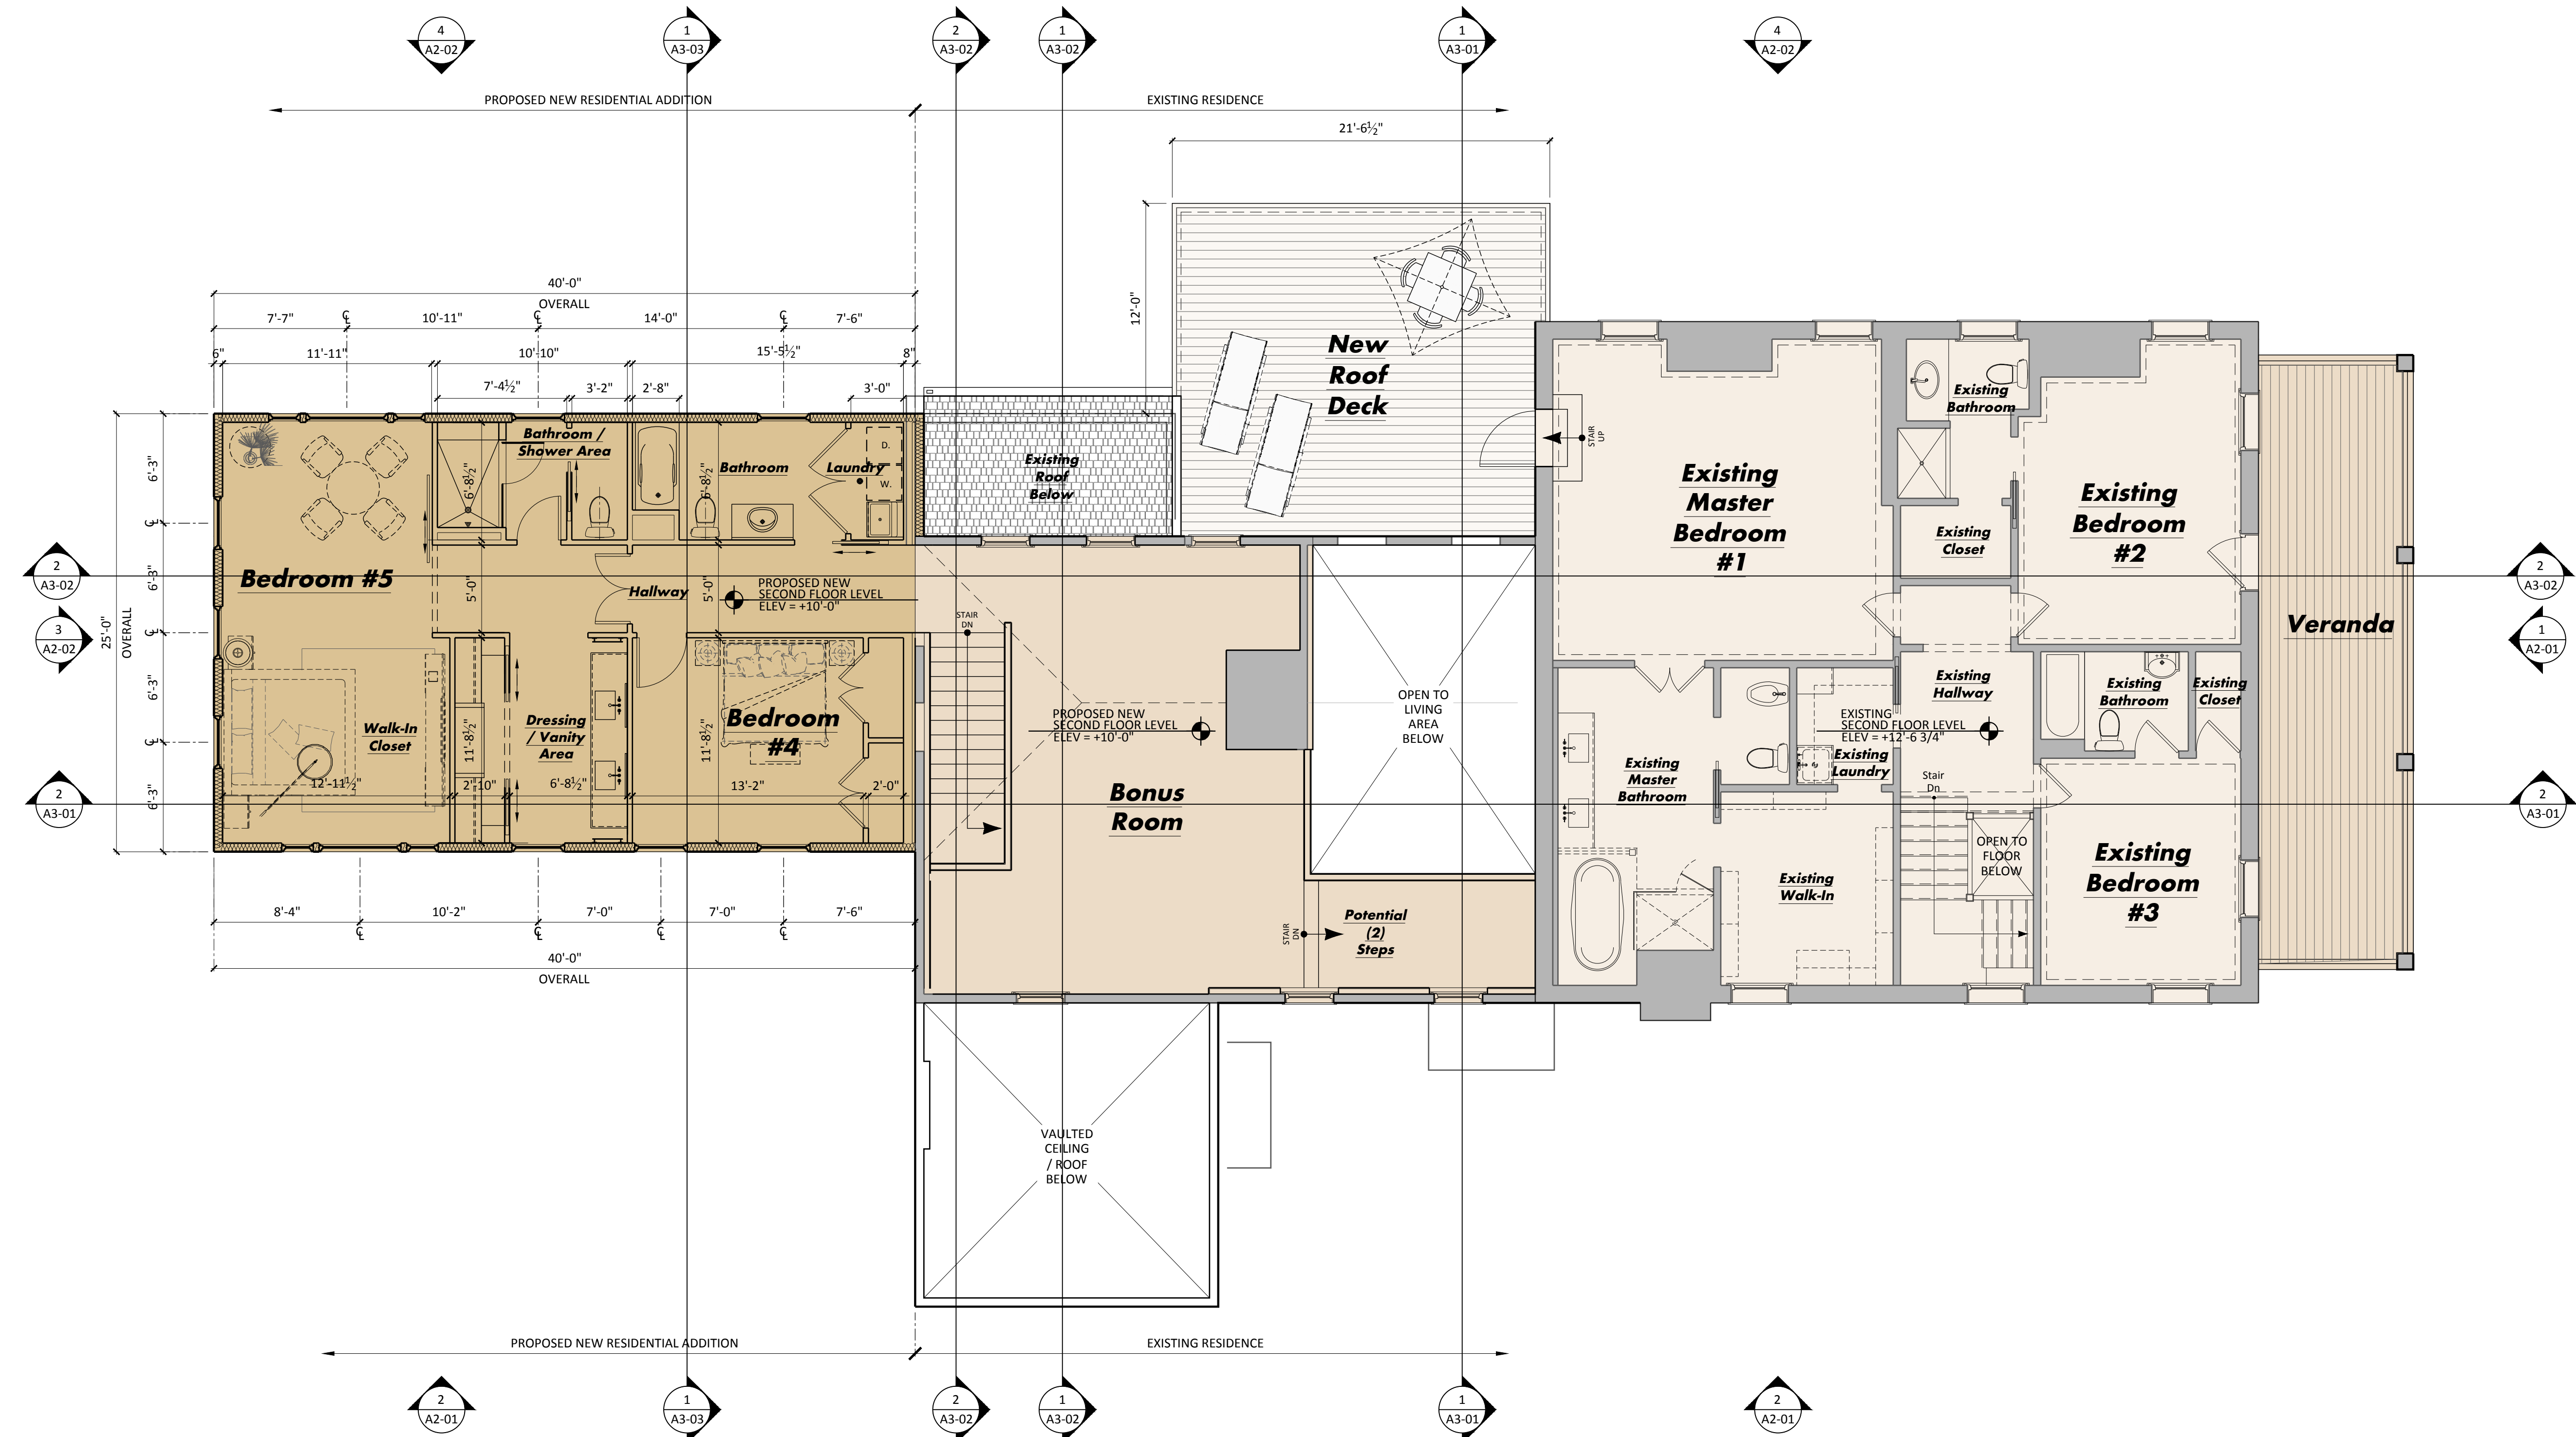 4
A2-02
1
A3-03
2
A3-02
1
A3-02
1
A3-01
4
A2-02
PROPOSED NEW RESIDENTIAL ADDITION
EXISTING RESIDENCE
21'-6½"
12'-0"
40'-0"
OVERALL
7'-7"
℄
10'-11"
℄
14'-0"
℄
7'-6"
6"
11'-11"
10'-10"
15'-5½"
8"
7'-4½"
3'-2"
2'-8"
3'-0"
New
Roof
Deck
Bathroom /
Shower Area
Bathroom
Laundry
D.
W.
6'-8½"
6'-8½"
Existing
Roof
Below
STAIR
UP
Existing
Master
Bedroom
#1
Existing
Bathroom
Existing
Closet
Existing
Bedroom
#2
6'-3"
℄
6'-3"
℄
6'-3"
℄
6'-3"
25'-0"
OVERALL
2
A3-02
3
A2-02
2
A3-01
Bedroom #5
5'-0"
Hallway
5'-0"
PROPOSED NEW
SECOND FLOOR LEVEL
ELEV = +10'-0"
STAIR
DN
Walk-In
Closet
11'-8½"
Dressing
/ Vanity
Area
11'-8½"
Bedroom
#4
12'-11½"
2'-10"
6'-8½"
13'-2"
2'-0"
PROPOSED NEW
SECOND FLOOR LEVEL
ELEV = +10'-0"
Bonus
Room
OPEN TO
LIVING
AREA
BELOW
STAIR
DN
Potential
(2)
Steps
Existing
Master
Bathroom
EXISTING
SECOND FLOOR LEVEL
ELEV = +12'-6 3/4"
Existing
Laundry
Existing
Walk-In
Existing
Hallway
Stair
Dn
OPEN TO
FLOOR
BELOW
Existing
Bathroom
Existing
Closet
Existing
Bedroom
#3
Veranda
2
A3-02
1
A2-01
2
A3-01
8'-4"
℄
10'-2"
℄
7'-0"
℄
7'-0"
℄
7'-6"
40'-0"
OVERALL
VAULTED
CEILING
/ ROOF
BELOW
PROPOSED NEW RESIDENTIAL ADDITION
EXISTING RESIDENCE
2
A2-01
1
A3-03
2
A3-02
1
A3-02
1
A3-01
2
A2-01